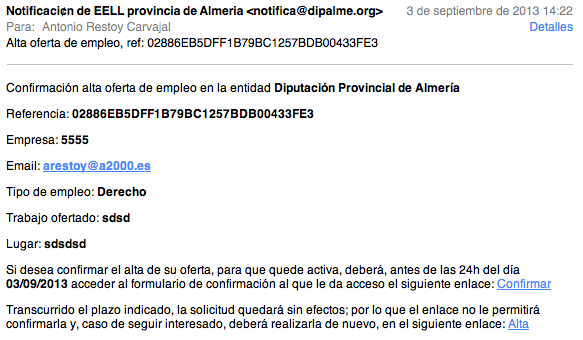 Notificaci¢n de EELL provincia de Almeria <notifica@dipalme.org> 3 de septiembre de 2013 14:22
Para: Antonio Restoy Carvajal Detalles
Alta oferta de empleo, ref: 02886EB5DFF1B79BC1257BDB00433FE3
Confirmación alta oferta de empleo en la entidad Diputación Provincial de Almería
Referencia: 02886EB5DFF1B79BC1257BDB00433FE3
Empresa: 5555
Email: arestoy@a2000.es
Tipo de empleo: Derecho
Trabajo ofertado: sdsd
Lugar: sdsdsd
Si desea confirmar el alta de su oferta, para que quede activa, deberá, antes de las 24h del día
03/09/2013 acceder al formulario de confirmación al que le da acceso el siguiente enlace: Confirmar
Transcurrido el plazo indicado, la solicitud quedará sin efectos; por lo que el enlace no le permitirá
confirmarla y, caso de seguir interesado, deberá realizarla de nuevo, en el siguiente enlace: Alta